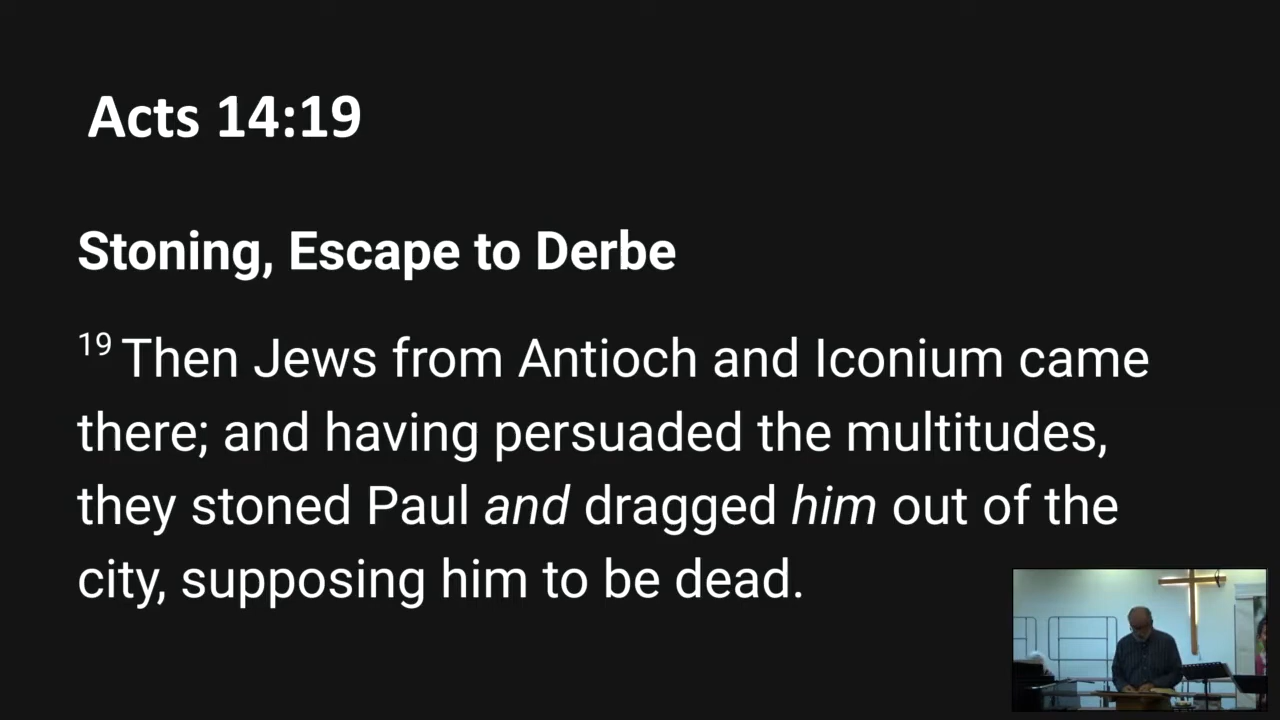 Acts 14:19
Stoning, Escape to Derbe
19 Then Jews from Antioch and Iconium came
there; and having persuaded the multitudes,
they stoned Paul and dragged him out of the
city, supposing him to be dead.